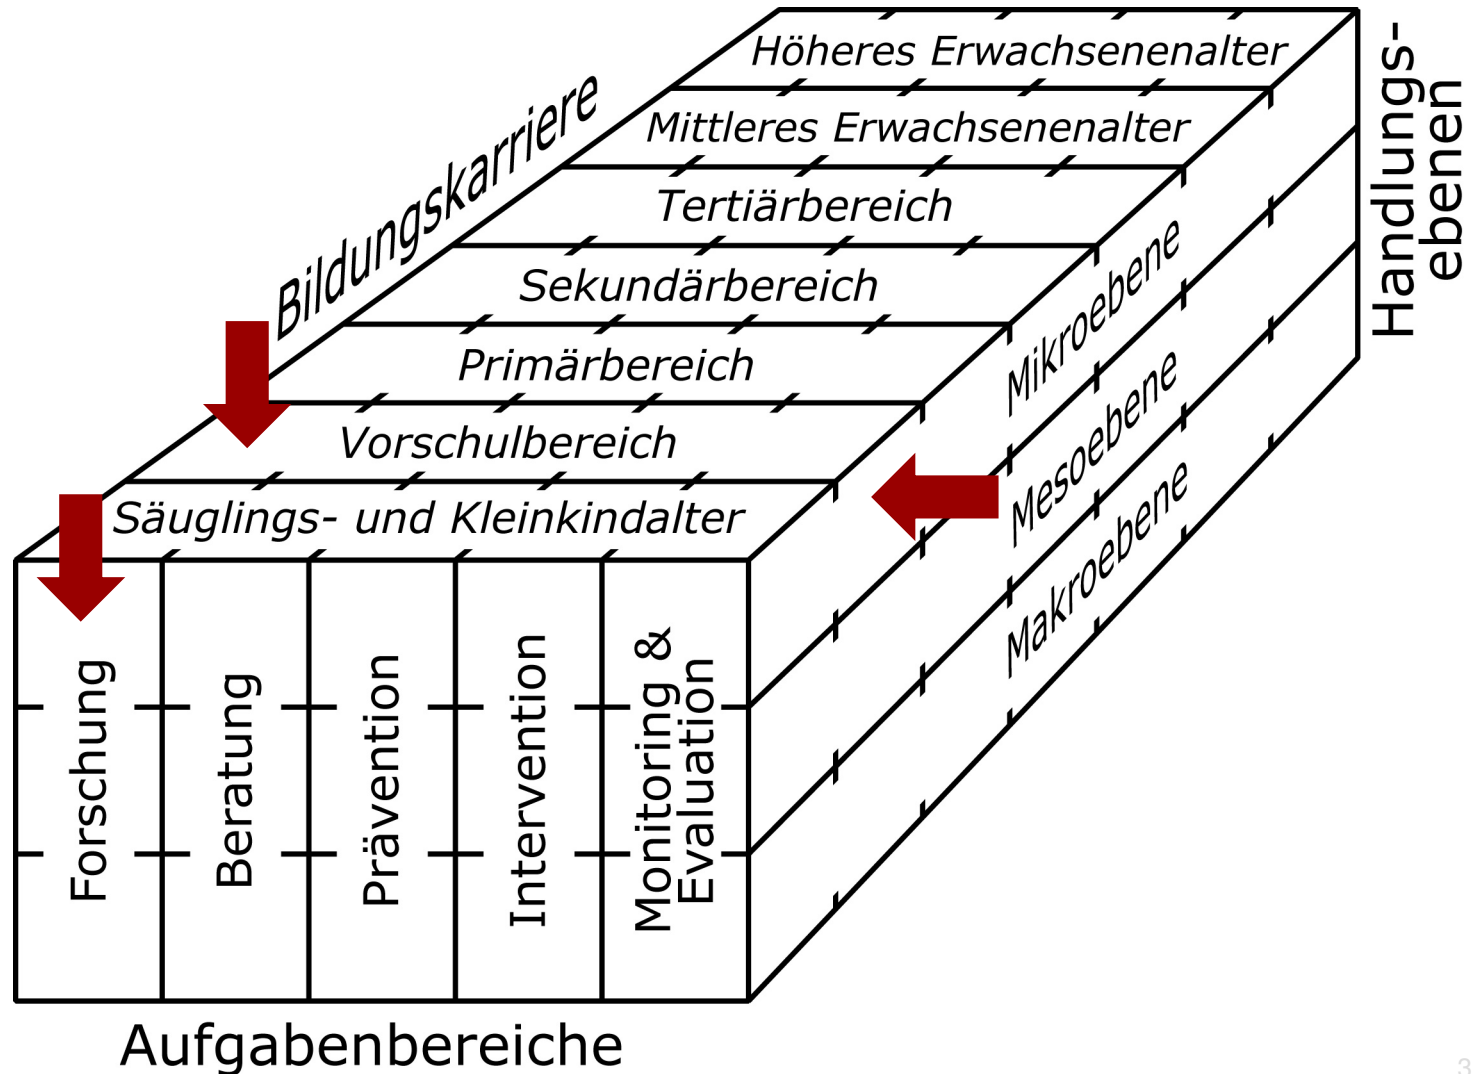 Höheres Erwachsenenalter
Mittleres Erwachsenenalter
Tertiärbereich
Sekundärbereich
Primärbereich
Vorschulbereich
Säuglings- und Kleinkindalter
Bildungskarriere
Handlungs-
ebenen
Mikroebene
Mesoebene
Makroebene
Forschung
Beratung
Prävention
Intervention
Monitoring &
Evaluation
Aufgabenbereiche
3